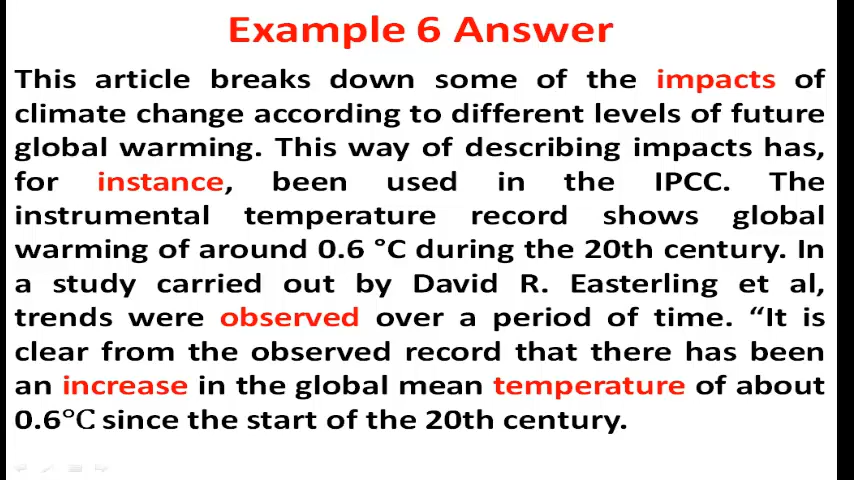 Example 6 Answer
This article breaks down some of the impacts of
climate change according to different levels of future
global warming. This way of describing impacts has,
for instance, been used in the IPCC. The
instrumental temperature record shows global
warming of around 0.6 °C during the 20th century. In
a study carried out by David R. Easterling et al,
trends were observed over a period of time. “It is
clear from the observed record that there has been
an increase in the global mean temperature of about
0.6°C since the start of the 20th century.